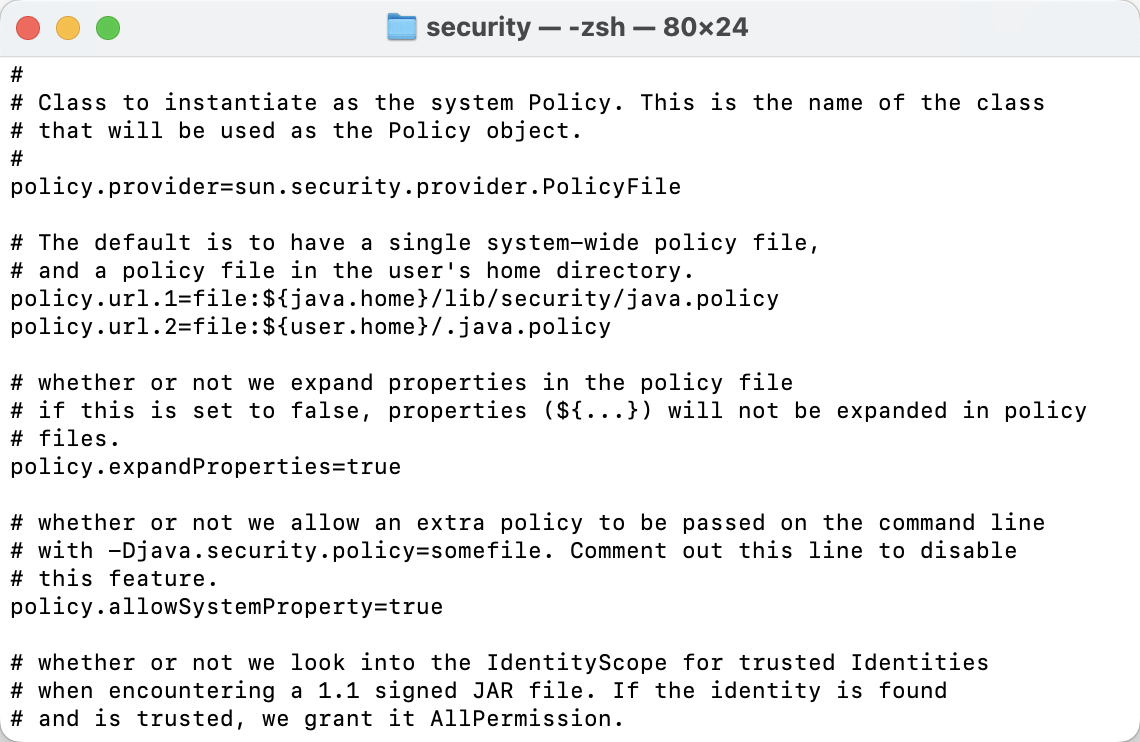 security — -zsh — 80×24
#
# Class to instantiate as the system Policy. This is the name of the class
# that will be used as the Policy object.
#
policy.provider=sun.security.provider.PolicyFile
# The default is to have a single system-wide policy file,
# and a policy file in the user's home directory.
policy.url.1=file:${java.home}/lib/security/java.policy
policy.url.2=file:${user.home}/.java.policy
# whether or not we expand properties in the policy file
# if this is set to false, properties (${...}) will not be expanded in policy
# files.
policy.expandProperties=true
# whether or not we allow an extra policy to be passed on the command line
# with -Djava.security.policy=somefile. Comment out this line to disable
# this feature.
policy.allowSystemProperty=true
# whether or not we look into the IdentityScope for trusted Identities
# when encountering a 1.1 signed JAR file. If the identity is found
# and is trusted, we grant it AllPermission.